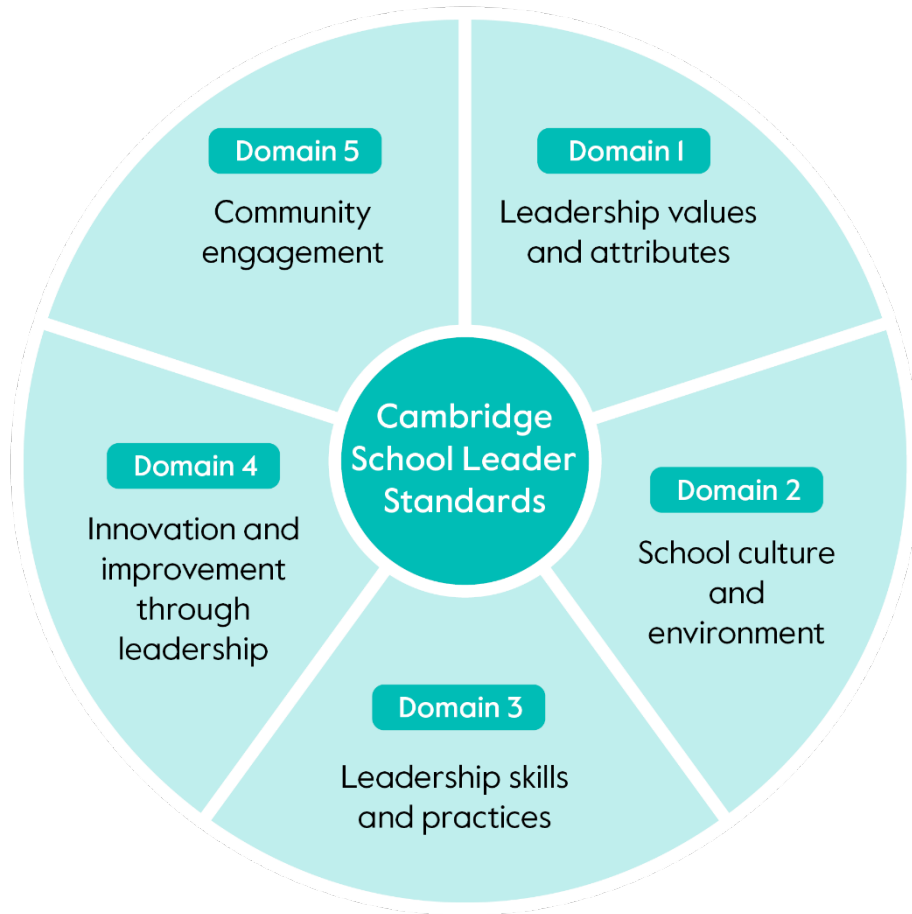 Domain 5
Community
engagement
Domain 1
Leadership values
and attributes
Cambridge
School Leader
Standards
Domain 4
Innovation and
improvement
through
leadership
Domain 2
School culture
and
environment
Domain 3
Leadership skills
and practices